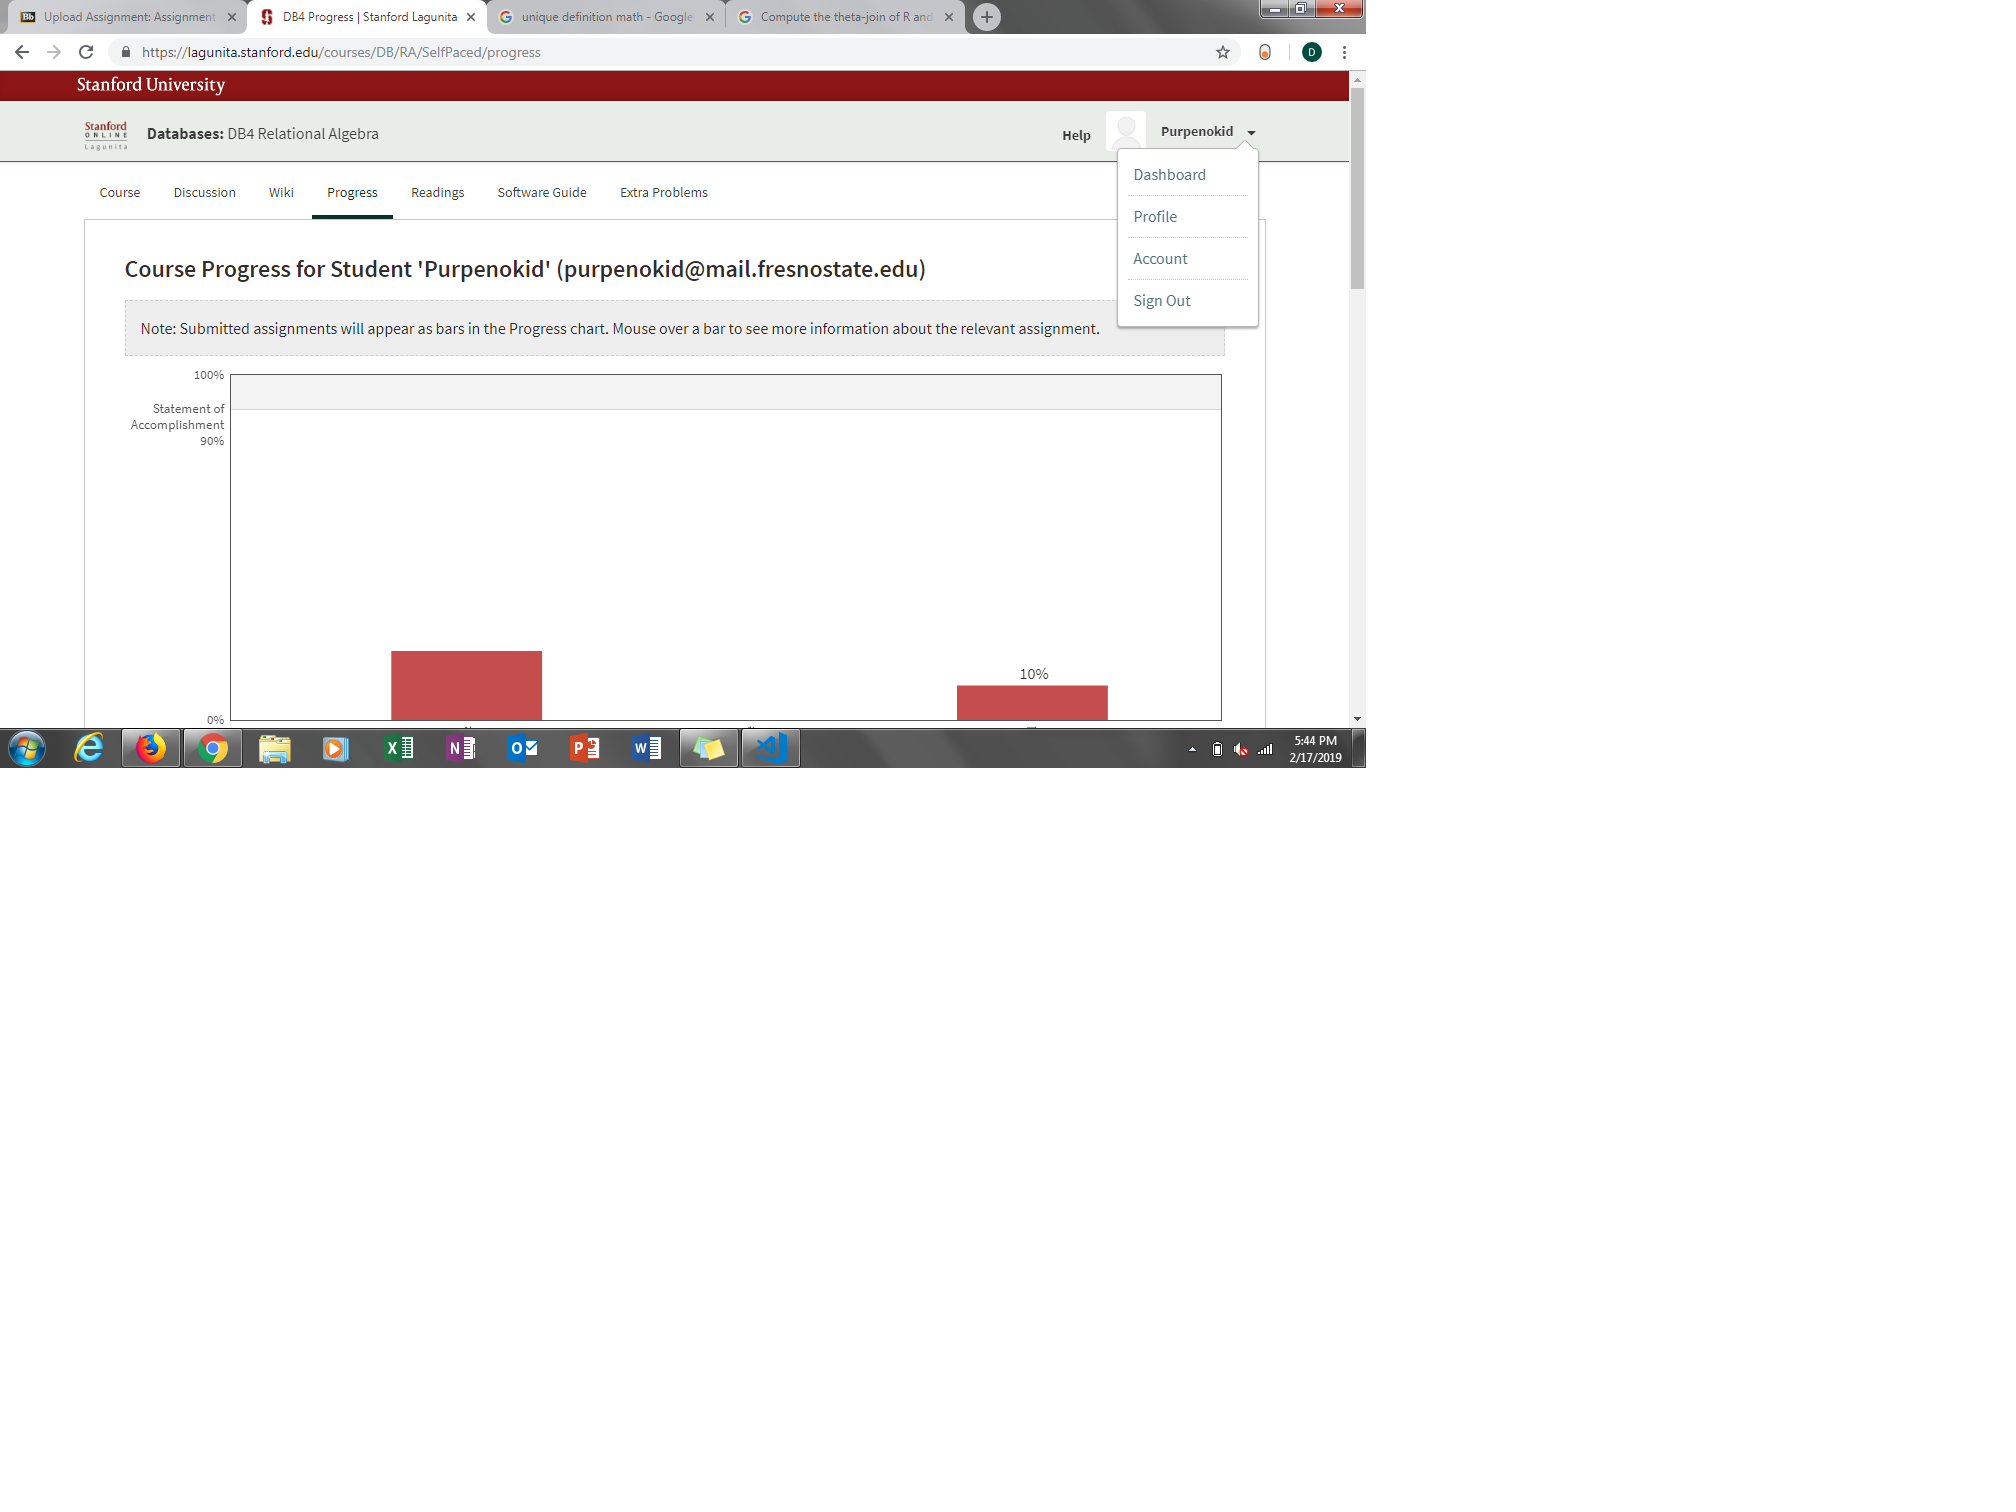 Bb Upload Assignment: Assignment
DB4 Progress | Stanford Lagunita
unique definition math - Google
Compute the theta-join of R and
https://lagunita.stanford.edu/courses/DB/RA/SelfPaced/progress
D
Stanford University
Stanford
ONLINE
Lagunita
Databases: DB4 Relational Algebra
Help
Purpenokid
Dashboard
Profile
Account
Sign Out
Course Discussion Wiki Progress Readings Software Guide Extra Problems
Course Progress for Student 'Purpenokid' (purpenokid@mail.fresnostate.edu)
Note: Submitted assignments will appear as bars in the Progress chart. Mouse over a bar to see more information about the relevant assignment.
100%
Statement of
Accomplishment
90%
10%
0%
5:44 PM
2/17/2019